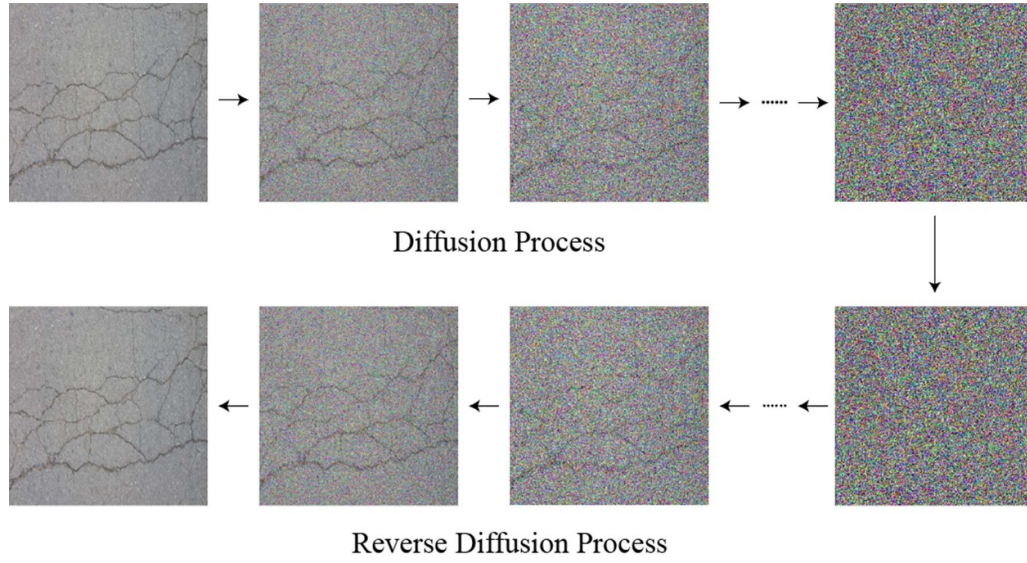 ......
Diffusion Process
......
Reverse Diffusion Process